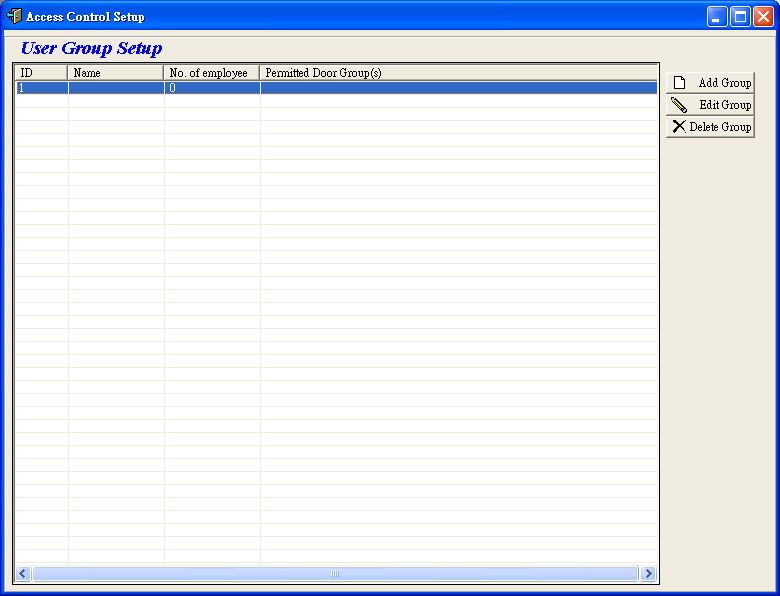 Access Control Setup
User Group Setup
ID Name No. of employee Permitted Door Group(s)
1 0
Add Group
Edit Group
Delete Group